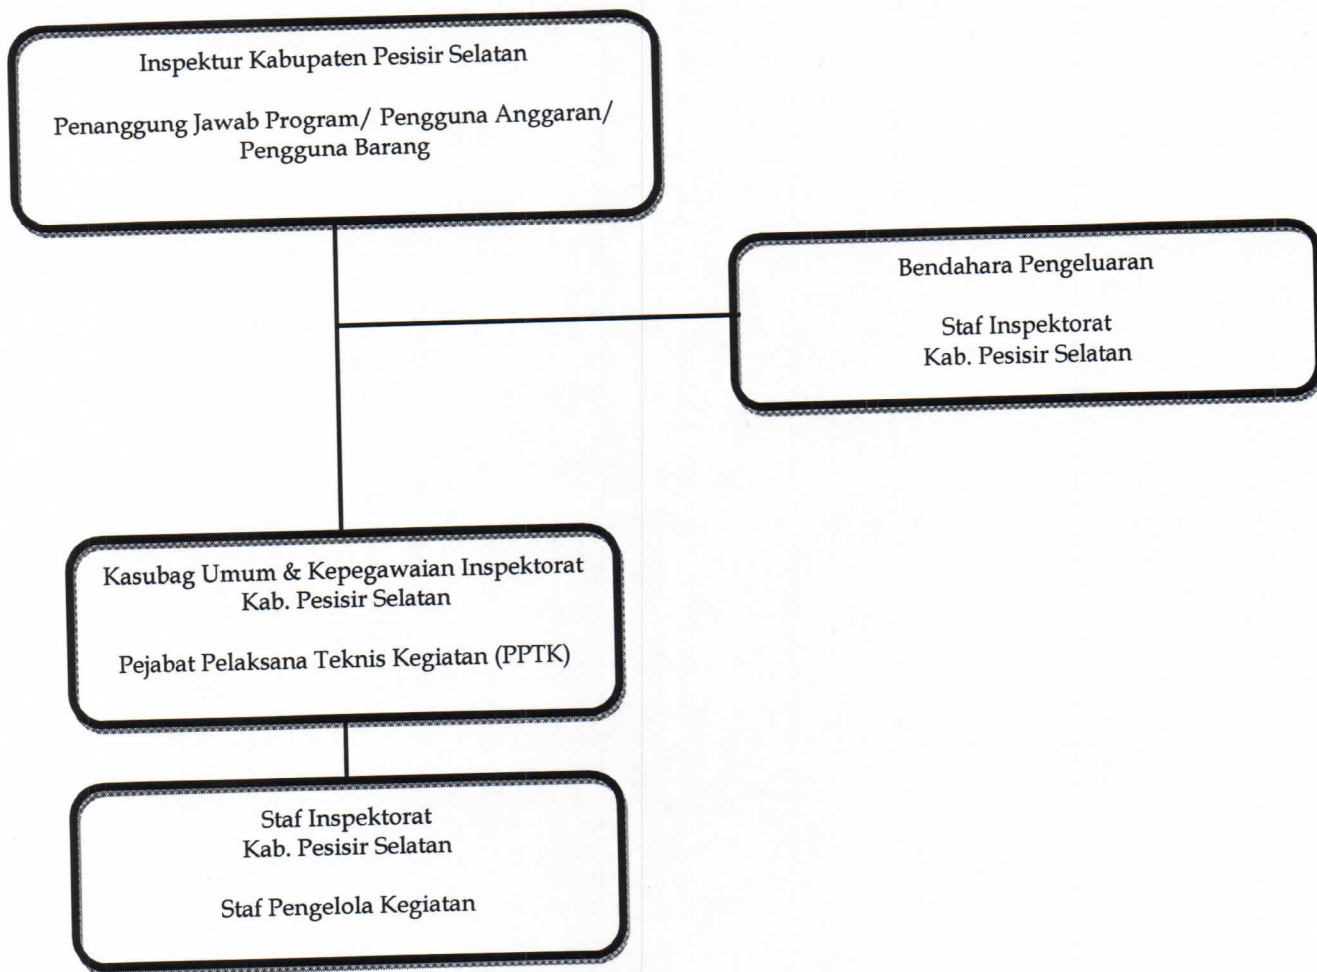 Inspektur Kabupaten Pesisir Selatan
Penanggung Jawab Program/ Pengguna Anggaran/
Pengguna Barang
Bendahara Pengeluaran
Staf Inspektorat
Kab. Pesisir Selatan
Kasubag Umum & Kepegawaian Inspektorat
Kab. Pesisir Selatan
Pejabat Pelaksana Teknis Kegiatan (PPTK)
Staf Inspektorat
Kab. Pesisir Selatan
Staf Pengelola Kegiatan